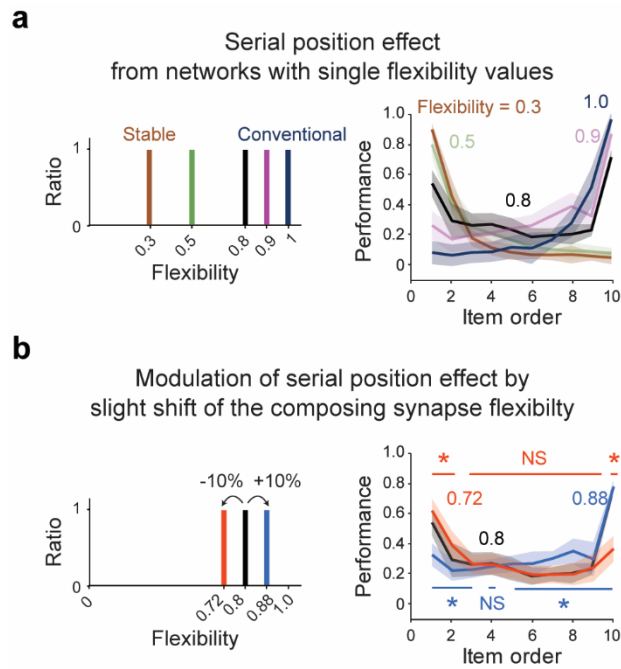 a
Serial position effect
from networks with single flexibility values
Stable
Conventional
Ratio
1
0
0.3
0.5
0.8
0.9
1
Flexibility
Flexibility = 0.3
1.0
0.5
0.9
0.8
Performance
1.0
0.8
0.6
0.4
0.2
0
0
2
4
6
8
10
Item order
b
Modulation of serial position effect by
slight shift of the composing synapse flexibilty
-10%
+10%
Ratio
1
0
0
0.72
0.8
0.88
1.0
Flexibility
*
NS
*
0.72
0.88
0.8
Performance
1.0
0.8
0.6
0.4
0.2
0
*
NS
*
0
2
4
6
8
10
Item order